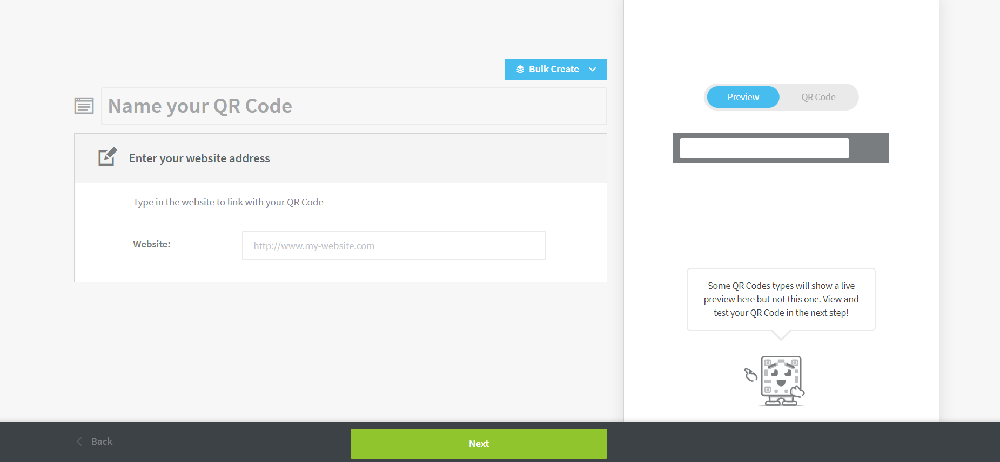 Bulk Create
Name your QR Code
Enter your website address
Type in the website to link with your QR Code
Website:
http://www.my-website.com
Preview
QR Code
Some QR Codes types will show a live
preview here but not this one. View and
test your QR Code in the next step!
Back
Next